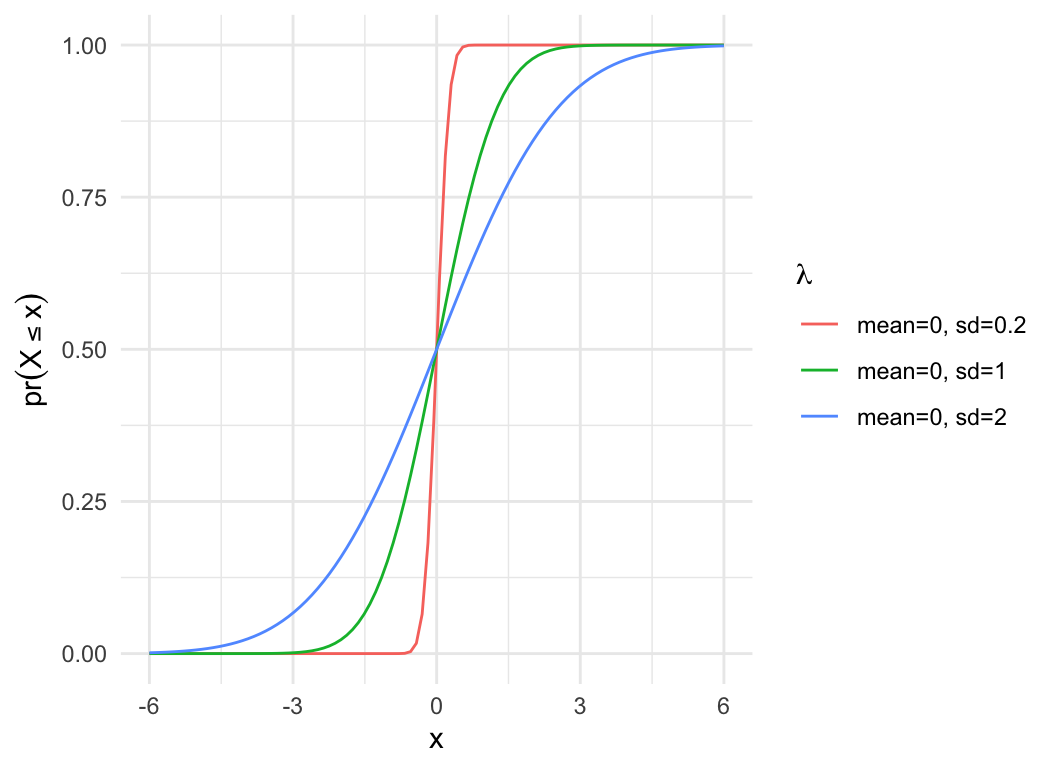 1.00
0.75
0.50
0.25
0.00
pr(X ≤ x)
-6 -3 0 3 6
x
λ
mean=0, sd=0.2
mean=0, sd=1
mean=0, sd=2